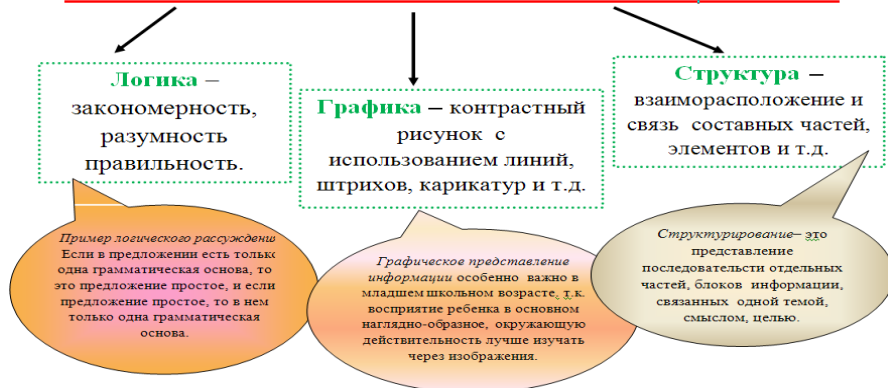 Логика –
закономерность,
разумность
правильность.
Графика – контрастный
рисунок с
использованием линий,
штрихов, карикатур и т.д.
Структура –
взаиморасположение и
связь составных частей,
элементов и т.д.
Пример логического рассуждения
Если в предложении есть только
одна грамматическая основа, то
это предложение простое, и если
предложение простое, то в нем
только одна грамматическая
основа.
Графическое представление
информации особенно важно в
младшем школьном возрасте, т.к.
восприятие ребенка в основном
наглядно-образное, окружающую
действительность лучше изучать
через изображения.
Структурирование– это
представление
последовательсти отдельных
частей, блоков информации,
связанных одной темой,
смыслом, целью.